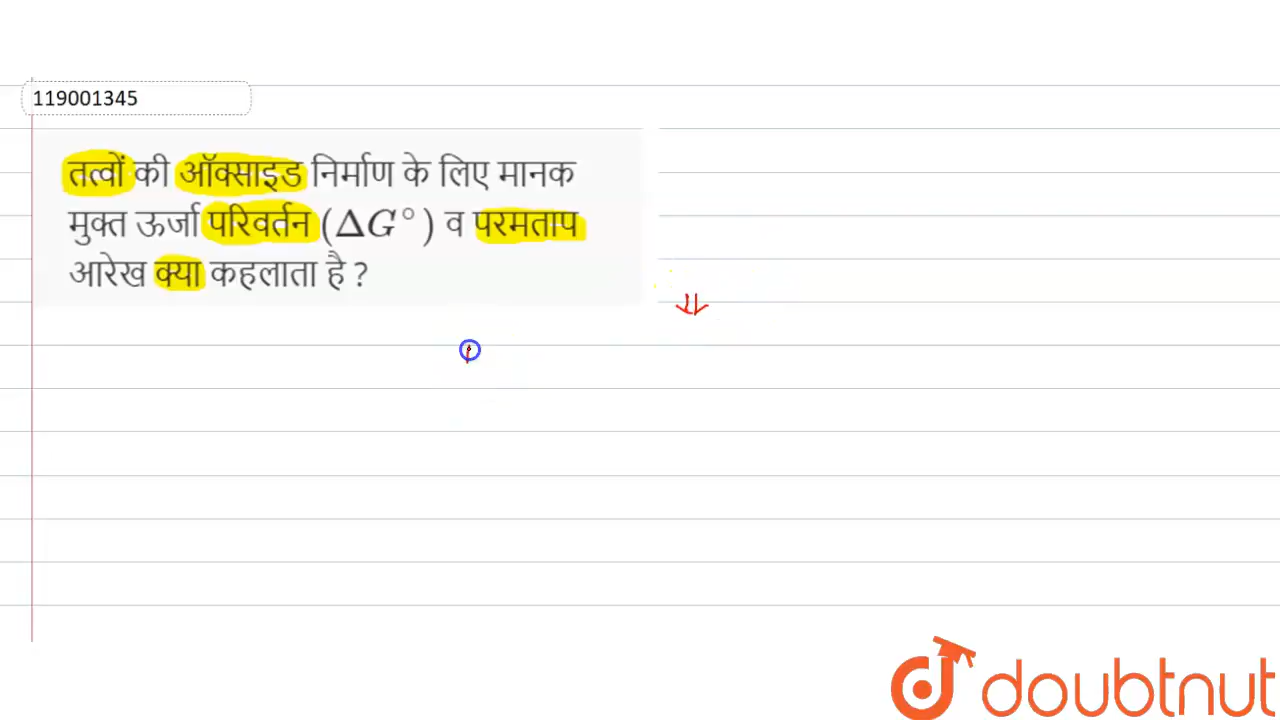 119001345
तत्वों की ऑक्साइड निर्माण के लिए मानक
मुक्त ऊर्जा परिवर्तन (ΔG°) व परमताप
आरेख क्या कहलाता है ?
doubtnut